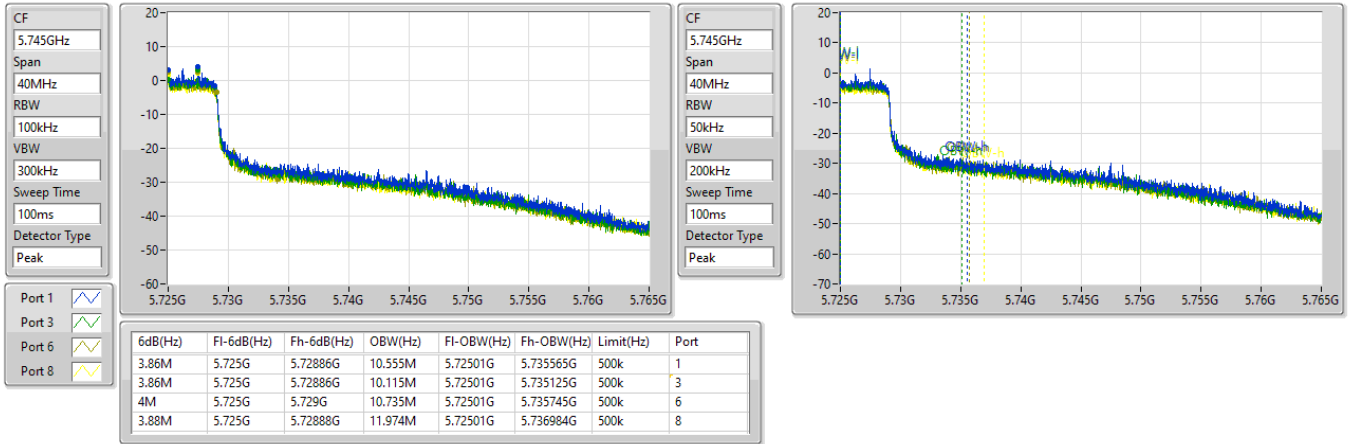 CF
5.745GHz
Span
40MHz
RBW
100kHz
VBW
300kHz
Sweep Time
100ms
Detector Type
Peak
20
10
0
-10
-20
-30
-40
-50
-60
5.725G 5.73G 5.735G 5.74G 5.745G 5.75G 5.755G 5.76G 5.765G
CF
5.745GHz
Span
40MHz
RBW
50kHz
VBW
200kHz
Sweep Time
100ms
Detector Type
Peak
20
10
0
-10
-20
-30
-40
-50
-60
-70
5.725G 5.73G 5.735G 5.74G 5.745G 5.75G 5.755G 5.76G 5.765G
Port 1
Port 3
Port 6
Port 8
6dB(Hz) Fl-6dB(Hz) Fh-6dB(Hz) OBW(Hz) Fl-OBW(Hz) Fh-OBW(Hz) Limit(Hz) Port
3.86M 5.725G 5.72886G 10.555M 5.72501G 5.735565G 500k 1
3.86M 5.725G 5.72886G 10.115M 5.72501G 5.735125G 500k 3
4M 5.725G 5.729G 10.735M 5.72501G 5.735745G 500k 6
3.88M 5.725G 5.72888G 11.974M 5.72501G 5.736984G 500k 8